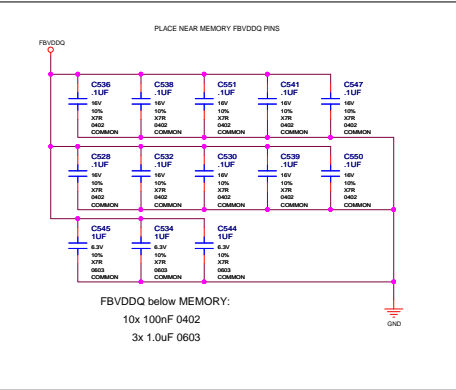 PLACE NEAR MEMORY FBVDDQ PINS
FBVDDQ
C536 C538 C551 C541 C547
.1UF .1UF .1UF .1UF .1UF
16V 16V 16V 16V 16V
10% 10% 10% 10% 10%
X7R X7R X7R X7R X7R
0402 0402 0402 0402 0402
COMMON COMMON COMMON COMMON COMMON
C528 C532 C530 C539 C550
.1UF .1UF .1UF .1UF .1UF
16V 16V 16V 16V 16V
10% 10% 10% 10% 10%
X7R X7R X7R X7R X7R
0402 0402 0402 0402 0402
COMMON COMMON COMMON COMMON COMMON
C545 C534 C544
1UF 1UF 1UF
6.3V 6.3V 6.3V
10% 10% 10%
X7R X7R X7R
0603 0603 0603
COMMON COMMON COMMON
FBVDDQ below MEMORY:
10x 100nF 0402
3x 1.0uF 0603
GND